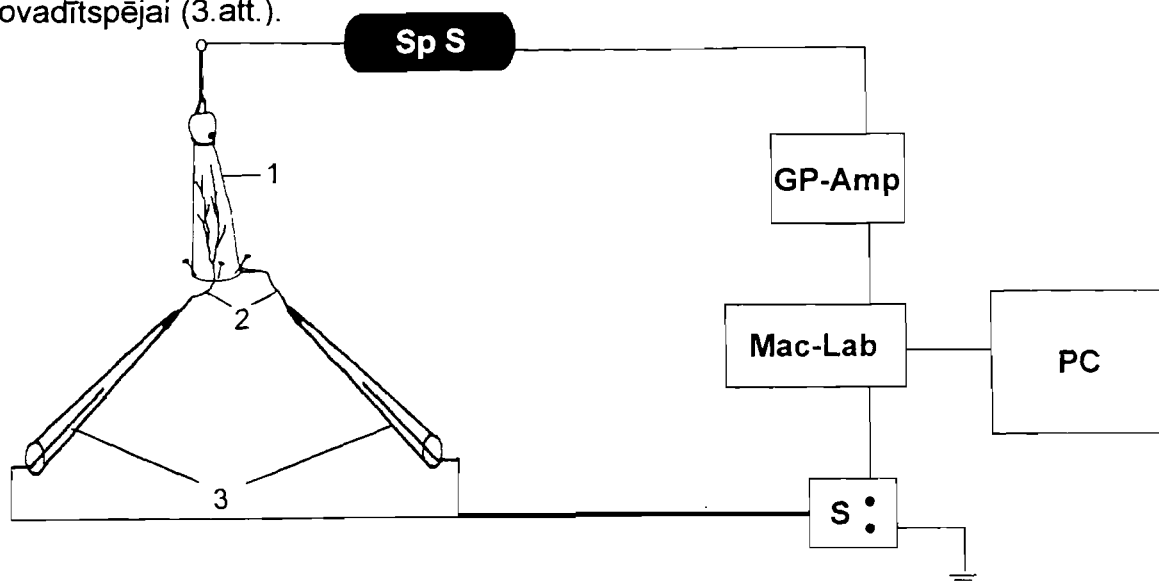 ovadītspējai (3.att.).
Sp S
1
GP-Amp
2
Mac-Lab
PC
3
S